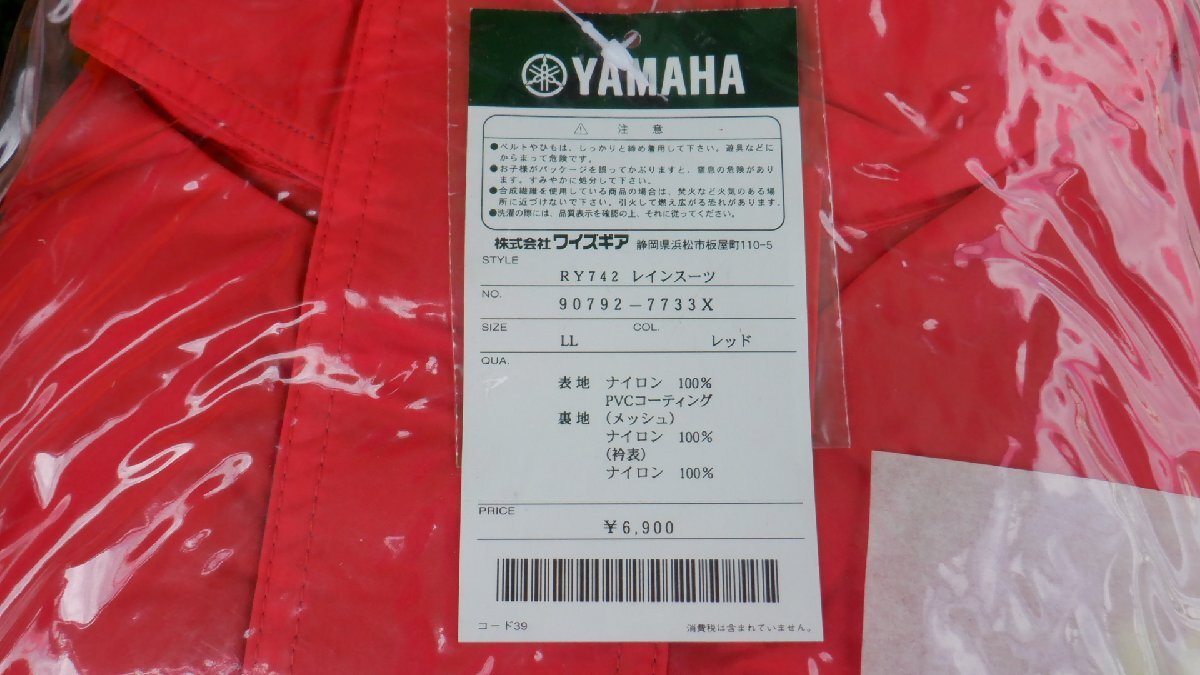 YAMAHA
注意
●ベルトやひもは、しっかりと締め着用して下さい。遊具などに
からまって危険です。
●お子様がパッケージを誤ってかぶりますと、窒息の危険があり
ます。すみやかに処分して下さい。
●合成繊維を使用している商品の場合は、焚火など火気のある場
所に近づけないで下さい。引火して燃え広がる恐れがあります。
●洗濯の際には、品質表示を確認の上、それに従ってください。
株式会社 ワイズギア 静岡県浜松市板屋町110-5
STYLE
RY742 レインスーツ
NO.
90792-7733X
SIZE COL.
LL レッド
QUA.
表地 ナイロン 100%
PVCコーティング
裏地 (メッシュ)
ナイロン 100%
(衿表)
ナイロン 100%
PRICE
¥6,900
コード39 消費税は含まれていません。